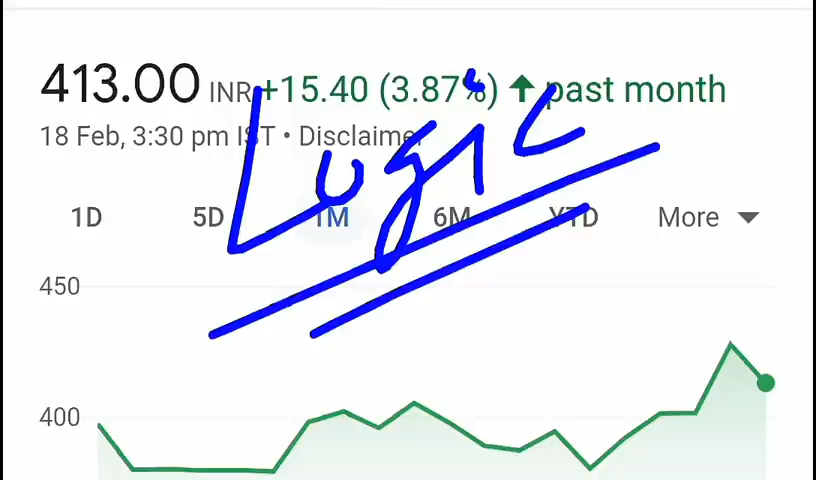 413.00 INR +15.40 (3.87%) ↑ past month
18 Feb, 3:30 pm IST • Disclaimer
Logic
1D 5D 1M 6M YTD More
450
400